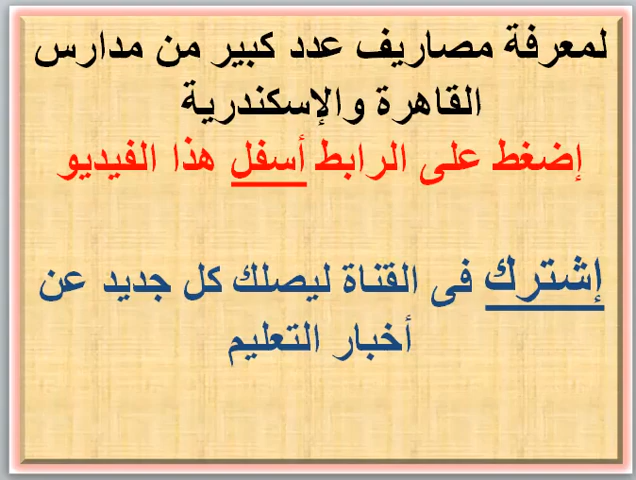 لمعرفة مصاريف عدد كبير من مدارس
القاهرة والإسكندرية
إضغط على الرابط أسفل هذا الفيديو
إشترك فى القناة ليصلك كل جديد عن
أخبار التعليم